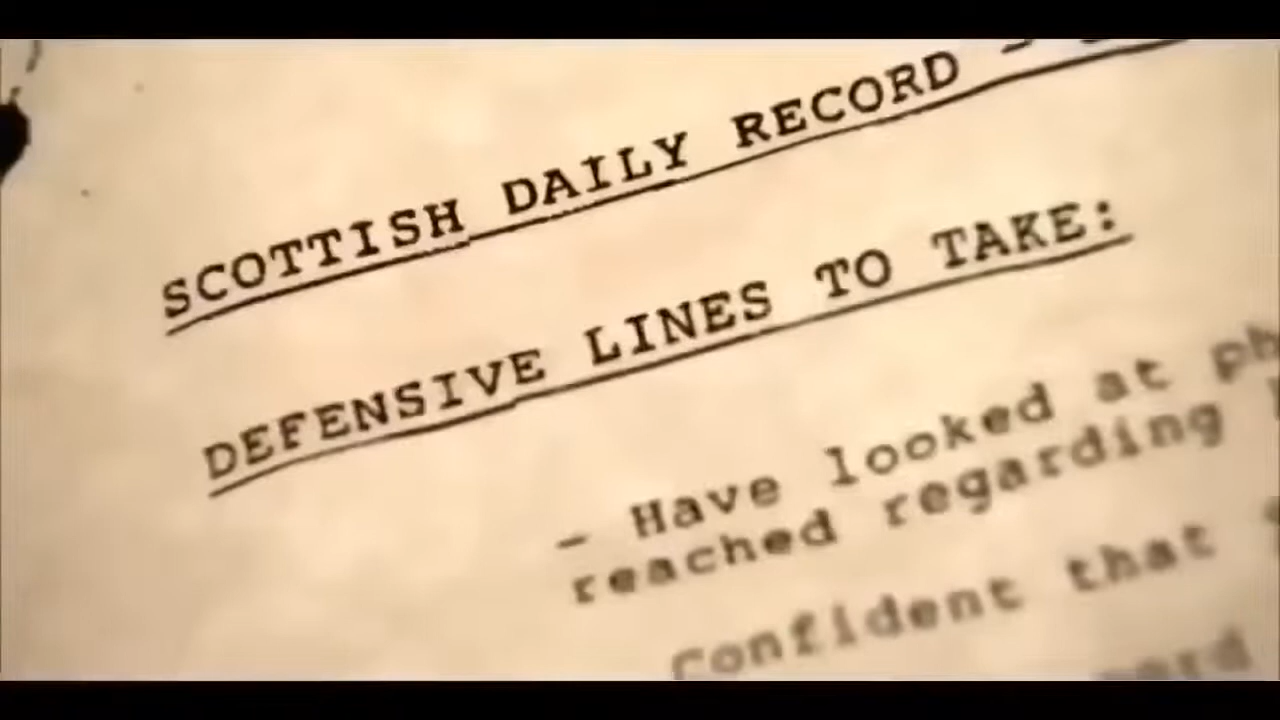 SCOTTISH DAILY RECORD -
DEFENSIVE LINES TO TAKE:
- Have looked at
reached regarding
Confident that